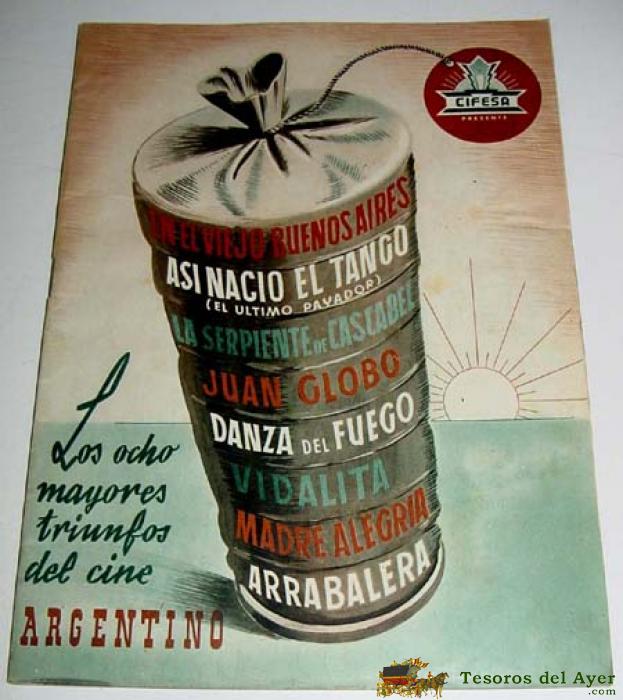 CIFESA
PRESENTA
EN EL VIEJO BUENOS AIRES
ASI NACIO EL TANGO
(EL ULTIMO PAYADOR)
LA SERPIENTE DE CASCABEL
JUAN GLOBO
DANZA DEL FUEGO
VIDALITA
MADRE ALEGRIA
ARRABALERA
Los ocho
mayores
triunfos
del cine
ARGENTINO
Tesoros del Ayer
.com